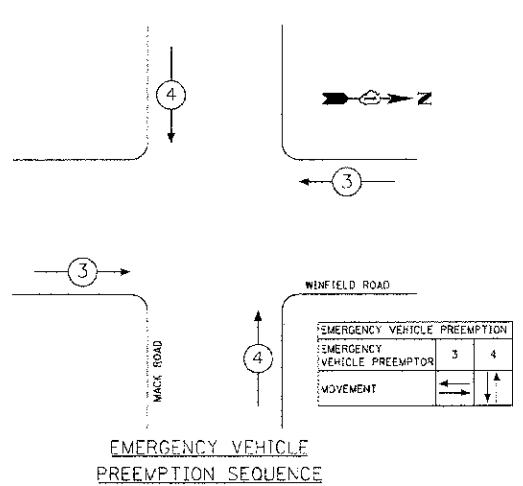 4
N
3
3
WINFIELD ROAD
4
MACK ROAD
EMERGENCY VEHICLE PREEMPTION
EMERGENCY
VEHICLE PREEMPTOR
3
4
MOVEMENT
EMERGENCY VEHICLE
PREEMPTION SEQUENCE